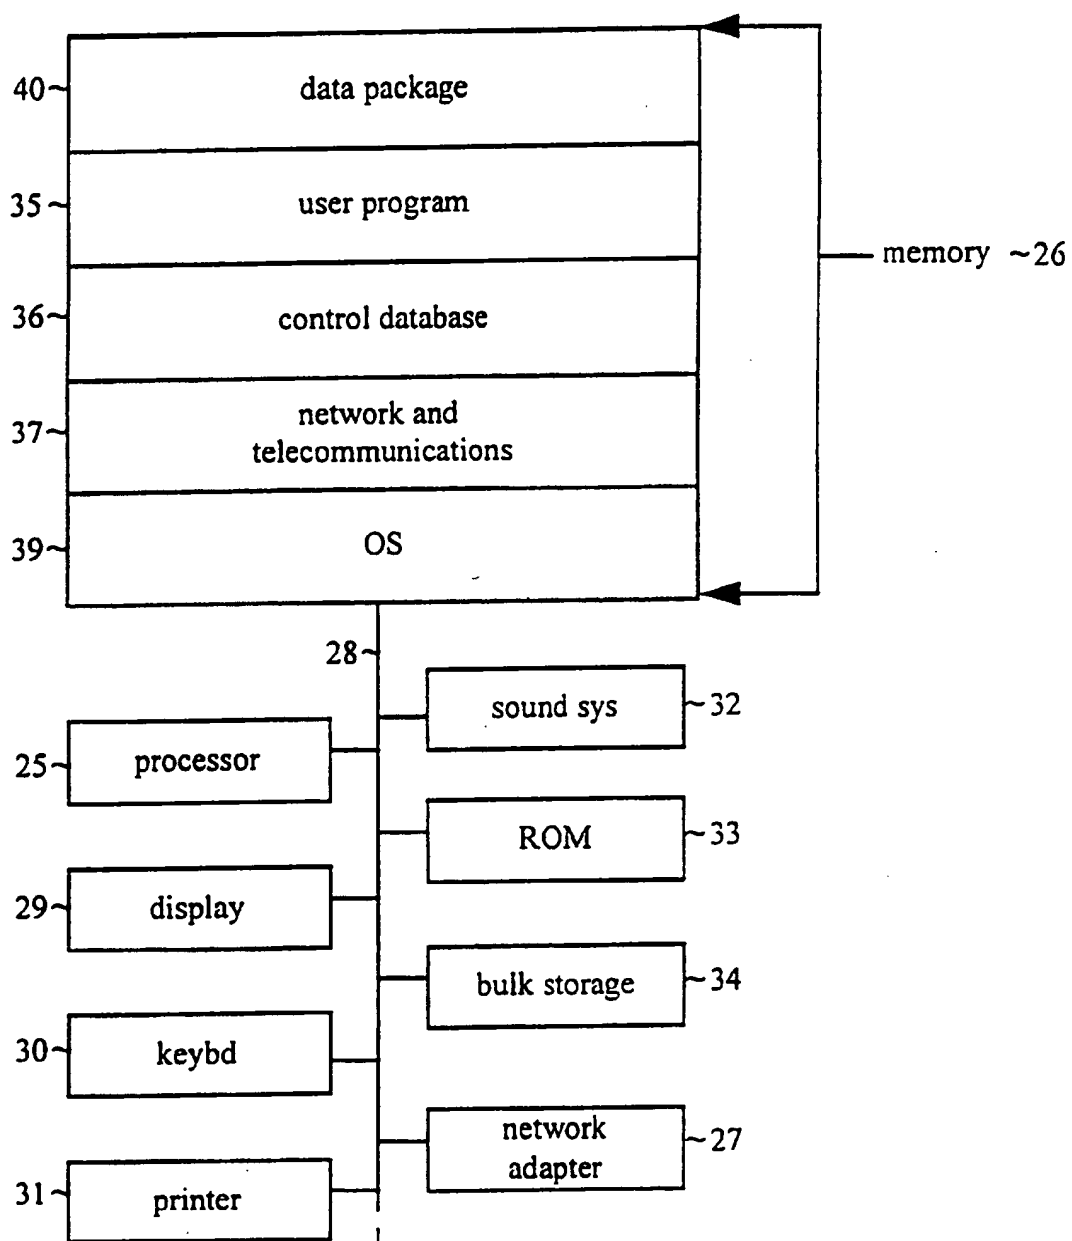 40~ data package
35~ user program
memory ~26
36~ control database
37~ network and
telecommunications
39~ OS
28~
sound sys ~32
25~ processor
ROM ~33
29~ display
bulk storage ~34
30~ keybd
network
adapter ~27
31~ printer